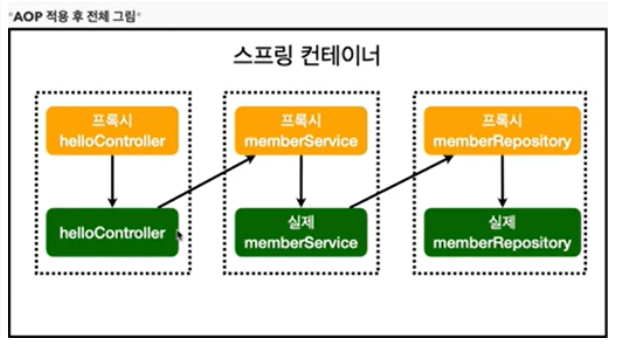 "AOP 적용 후 전체 그림"
스프링 컨테이너
프록시
helloController
프록시
memberService
프록시
memberRepository
helloController
실제
memberService
실제
memberRepository